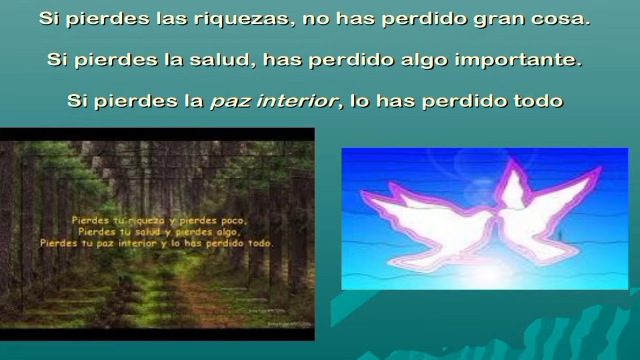 Si pierdes las riquezas, no has perdido gran cosa.
Si pierdes la salud, has perdido algo importante.
Si pierdes la paz interior, lo has perdido todo
Pierdes tu riqueza y pierdes poco,
Pierdes tu salud y pierdes algo,
Pierdes tu paz interior y lo has perdido todo.